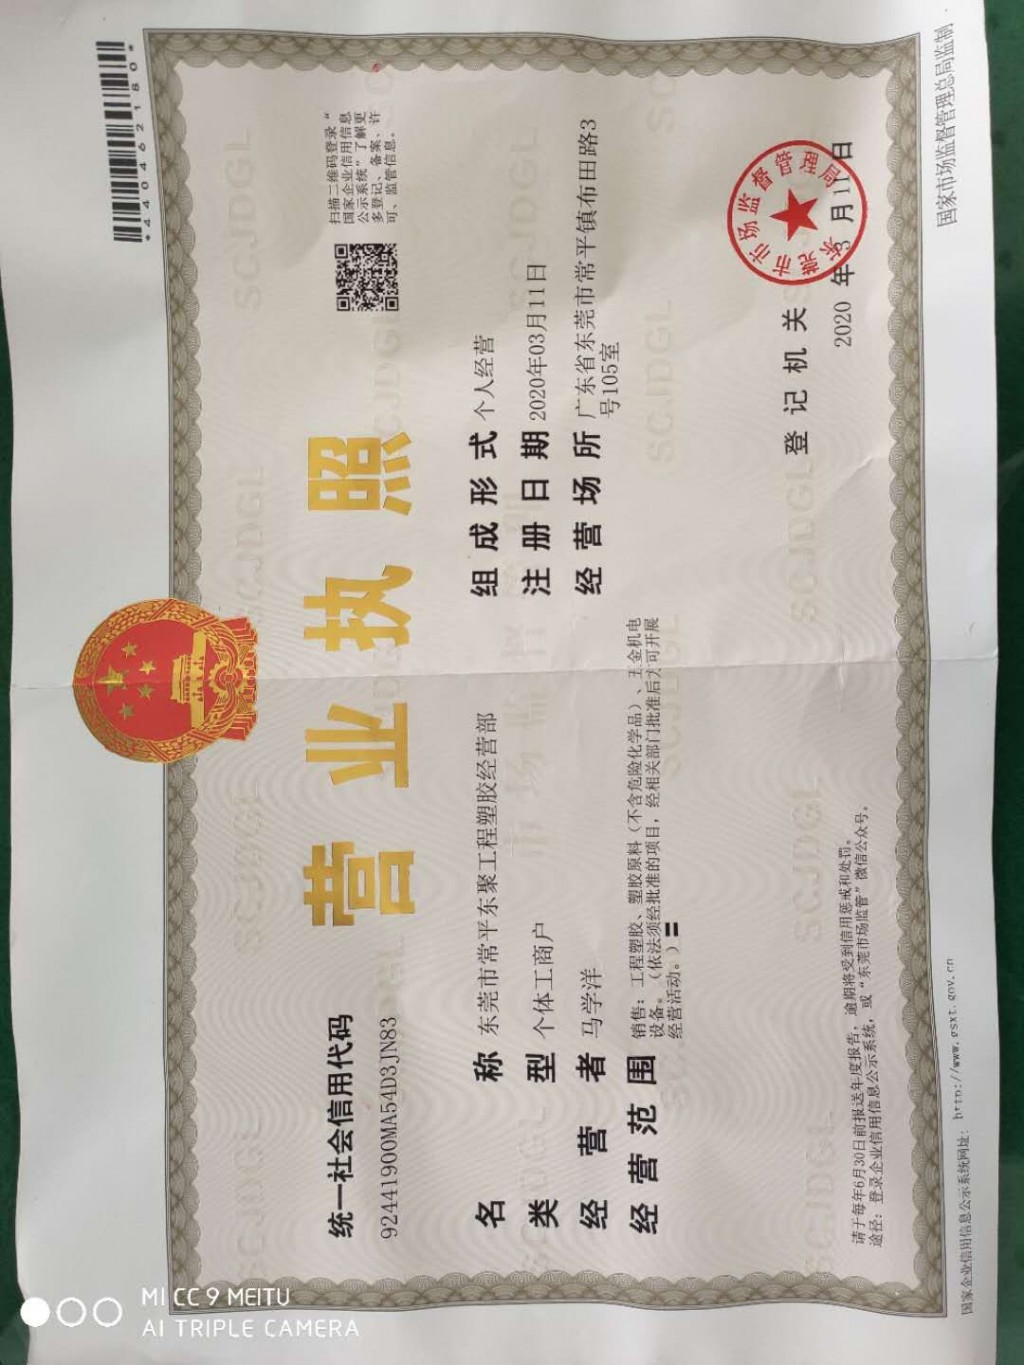 *440462180*
营业执照
统一社会信用代码
92441900MA54D3JN83
扫描二维码登录“
国家企业信用信息
公示系统”了解更
多登记、备案、许
可、监管信息。
名称 东莞市常平东聚工程塑胶经营部
类型 个体工商户
经营者 马学洋
经营范围 销售：工程塑胶、塑胶原料（不含危险化学品）、五金机电
设备。（依法须经批准的项目，经相关部门批准后方可开展
经营活动。）
组成形式 个人经营
注册日期 2020年03月11日
经营场所 广东省东莞市常平镇布田路3
号105室
登记机关
东莞市市场监督管理局
2020 年 3 月 11 日
请于每年6月30日前报送年度报告，逾期将受到信用惩戒和处罚。
途径：登录企业信用信息公示系统，或“东莞市场监管”微信公众号。
国家企业信用信息公示系统网址： http://www.gsxt.gov.cn
国家市场监督管理总局监制
SCJDGL
MI CC 9 MEITU
AI TRIPLE CAMERA